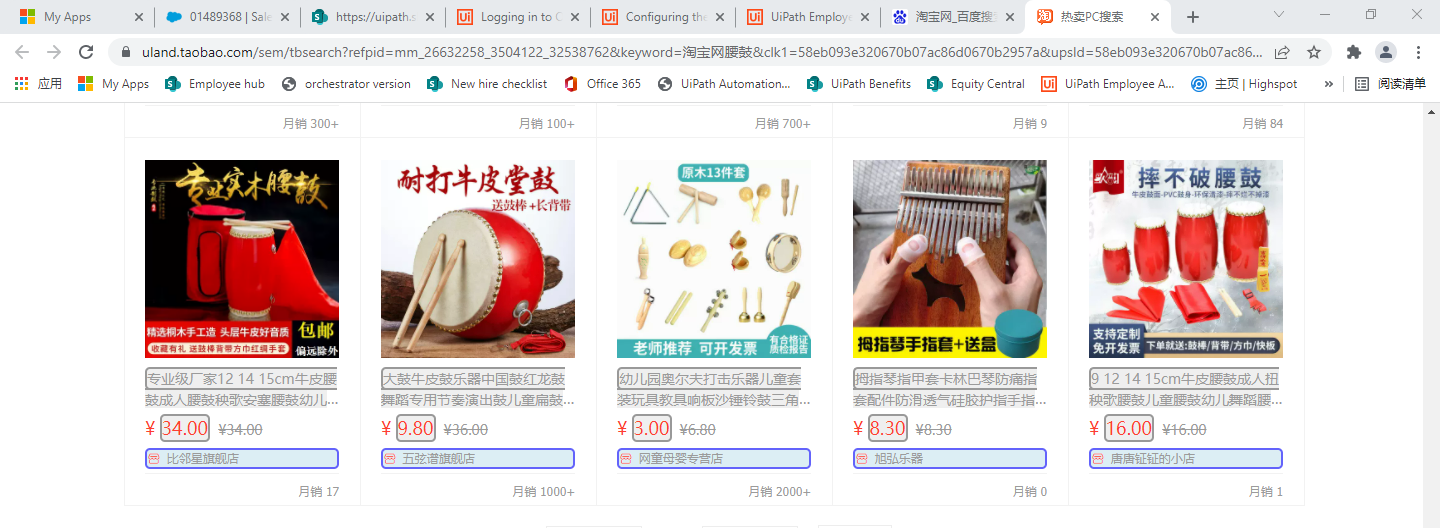 My Apps
01489368 | Sale
https://uipath.s
Logging in to C
Configuring the
UiPath Employe
淘宝网_百度搜
热卖PC搜索
uland.taobao.com/sem/tbsearch?refpid=mm_26632258_3504122_32538762&keyword=淘宝网腰鼓&clk1=58eb093e320670b07ac86d0670b2957a&upsId=58eb093e320670b07ac86...
应用
My Apps
Employee hub
orchestrator version
New hire checklist
Office 365
UiPath Automation...
UiPath Benefits
Equity Central
UiPath Employee A...
主页 | Highspot
»
阅读清单
月销 300+
月销 100+
月销 700+
月销 9
月销 84
专业实木腰鼓
精选桐木手工造 头层牛皮好音质
收藏有礼 送鼓棒背带方巾红绸手套
包邮
偏远除外
专业级厂家12 14 15cm牛皮腰
鼓成人腰鼓秧歌安塞腰鼓幼儿...
¥ 34.00 ¥34.00
比邻星旗舰店
月销 17
耐打牛皮堂鼓
送鼓棒+长背带
大鼓牛皮鼓乐器中国鼓红龙鼓
舞蹈专用节奏演出鼓儿童扁鼓...
¥ 9.80 ¥36.00
五弦谱旗舰店
月销 1000+
原木13件套
老师推荐 可开发票
有合格证
质检报告
幼儿园奥尔夫打击乐器儿童套
装玩具教具响板沙锤铃鼓三角...
¥ 3.00 ¥6.80
网童母婴专营店
月销 2000+
拇指琴手指套+送盒
拇指琴指甲套卡林巴琴防痛指
套配件防滑透气硅胶护指手指...
¥ 8.30 ¥8.30
旭弘乐器
月销 0
摔不破腰鼓
牛皮鼓面-PVC鼓身-环保清漆-摔不烂不掉漆
支持定制
免开发票
下单就送:鼓棒/背带/方巾/快板
9 12 14 15cm牛皮腰鼓成人扭
秧歌腰鼓儿童腰鼓幼儿舞蹈腰...
¥ 16.00 ¥16.00
唐唐钲钲的小店
月销 1